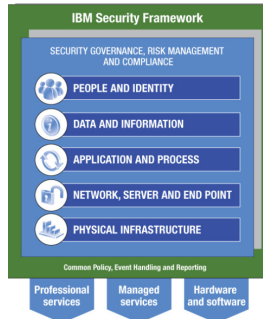 IBM Security Framework
SECURITY GOVERNANCE, RISK MANAGEMENT
AND COMPLIANCE
PEOPLE AND IDENTITY
DATA AND INFORMATION
APPLICATION AND PROCESS
NETWORK, SERVER AND END POINT
PHYSICAL INFRASTRUCTURE
Common Policy, Event Handling and Reporting
Professional
services
Managed
services
Hardware
and software